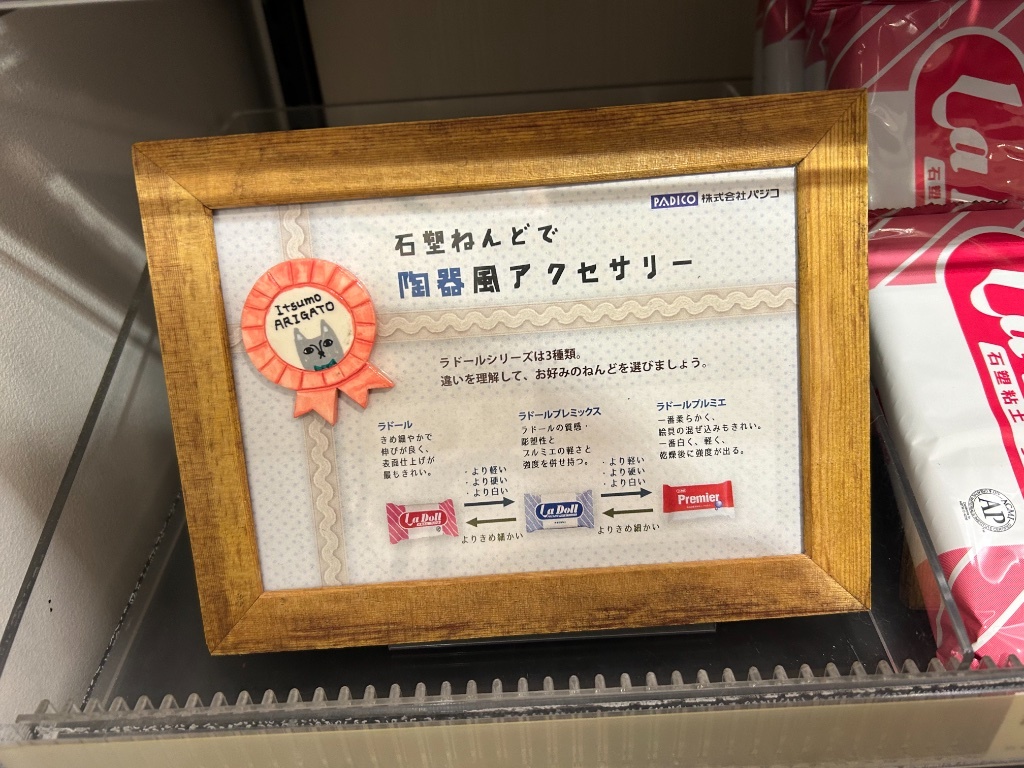 PADICO 株式会社パジコ
石塑ねんどで
陶器風アクセサリー
Itsumo
ARIGATO
ラドールシリーズは3種類。
違いを理解して、お好みのねんどを選びましょう。
ラドール
きめ細やかで
伸びが良く、
表面仕上げが
最もきれい。
・より軽い
・より硬い
・より白い
よりきめ細かい
ラドールプレミックス
ラドールの質感・
彫塑性と
プルミエの軽さと
強度を併せ持つ。
・より軽い
・より硬い
・より白い
よりきめ細かい
ラドールプルミエ
一番柔らかく、
絵具の混ぜ込みもきれい。
一番白く、軽く、
乾燥後に強度が出る。
La Doll
La Doll
Premier
La
石塑
石塑粘土
ACMI
AP